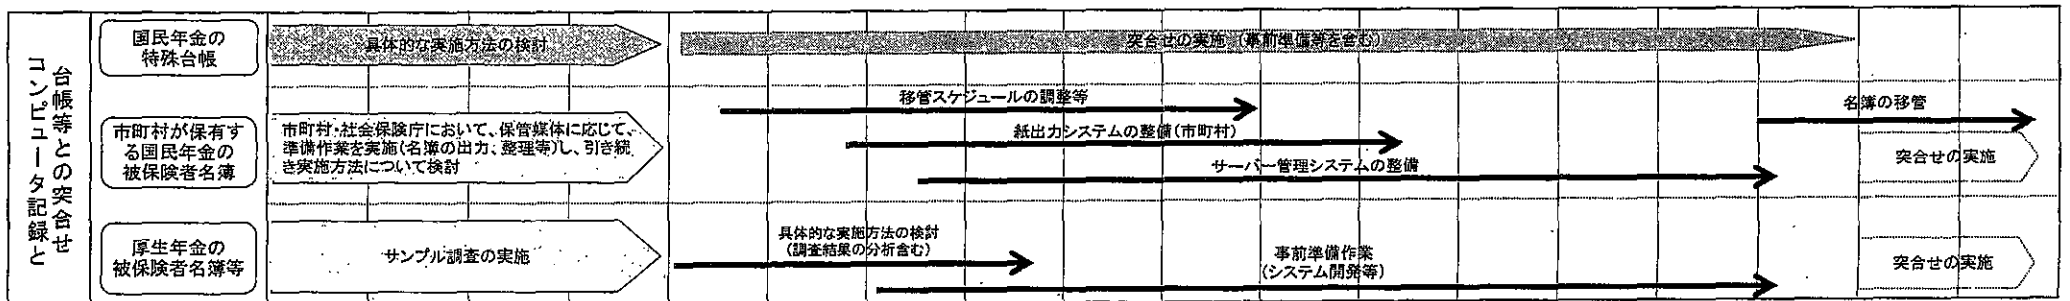 台帳等との突合せ
コンピュータ記録と
国民年金の
特殊台帳
具体的な実施方法の検討
突合せの実施（事前準備等を含む）
市町村が保有す
る国民年金の
被保険者名簿
市町村・社会保険庁において、保管媒体に応じて、
準備作業を実施（名簿の出力、整理等）し、引き続
き実施方法について検討
移管スケジュールの調整等
紙出力システムの整備（市町村）
サーバー管理システムの整備
名簿の移管
突合せの実施
厚生年金の
被保険者名簿等
サンプル調査の実施
具体的な実施方法の検討
（調査結果の分析含む）
事前準備作業
（システム開発等）
突合せの実施